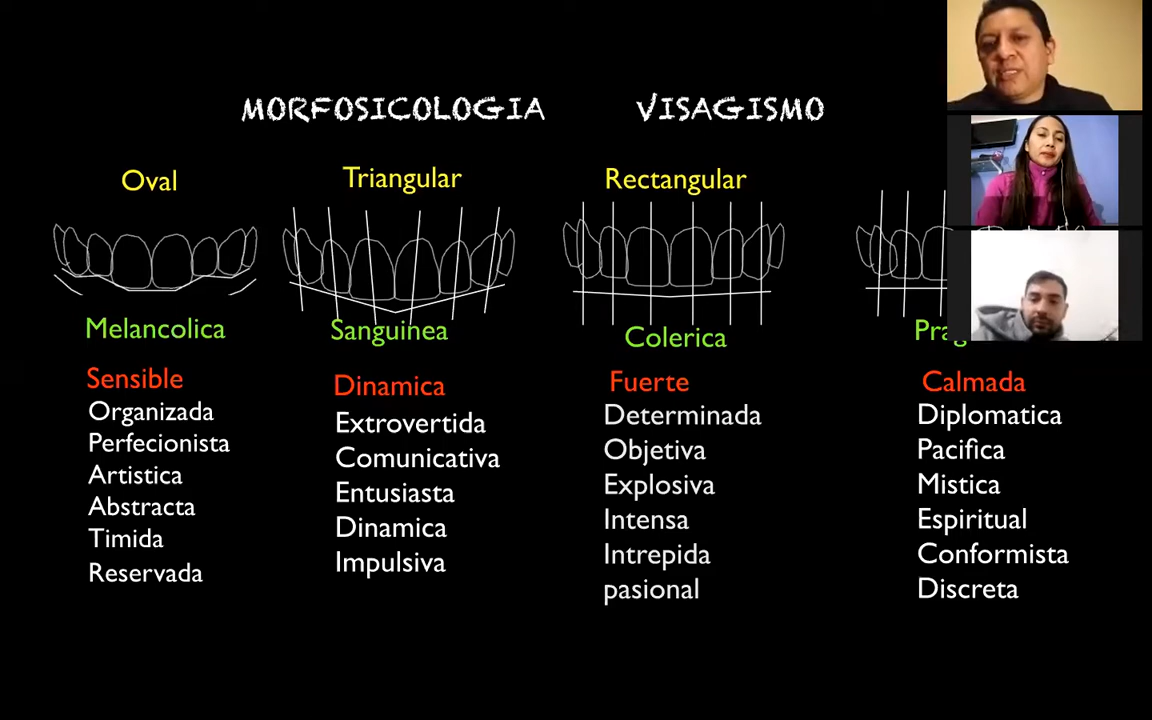 MORFOSICOLOGIA VISAGISMO
Oval
Melancolica
Sensible
Organizada
Perfecionista
Artistica
Abstracta
Timida
Reservada
Triangular
Sanguinea
Dinamica
Extrovertida
Comunicativa
Entusiasta
Dinamica
Impulsiva
Rectangular
Colerica
Fuerte
Determinada
Objetiva
Explosiva
Intensa
Intrepida
pasional
Calmada
Diplomatica
Pacifica
Mistica
Espiritual
Conformista
Discreta